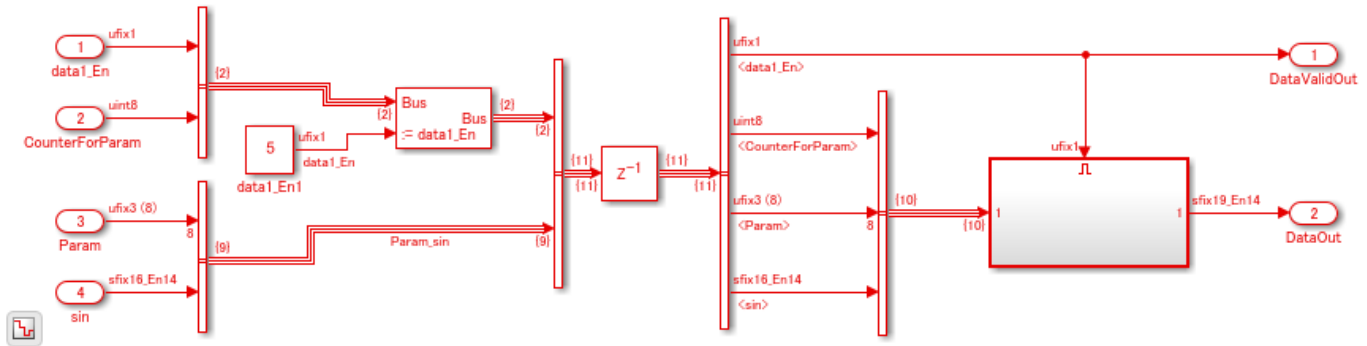 1
data1_En
ufix1
2
CounterForParam
uint8
{2}
{2}
5
data1_En1
ufix1
data1_En
Bus
:= data1_En
Bus
{2}
{2}
3
Param
ufix3 (8)
8
4
sin
sfix16_En14
{9}
Param_sin
{9}
{11}
{11}
z-1
{11}
{11}
ufix1
<data1_En>
uint8
<CounterForParam>
ufix3 (8)
<Param>
8
sfix16_En14
<sin>
{10}
{10}
ufix1
1
1
sfix19_En14
1
DataValidOut
2
DataOut